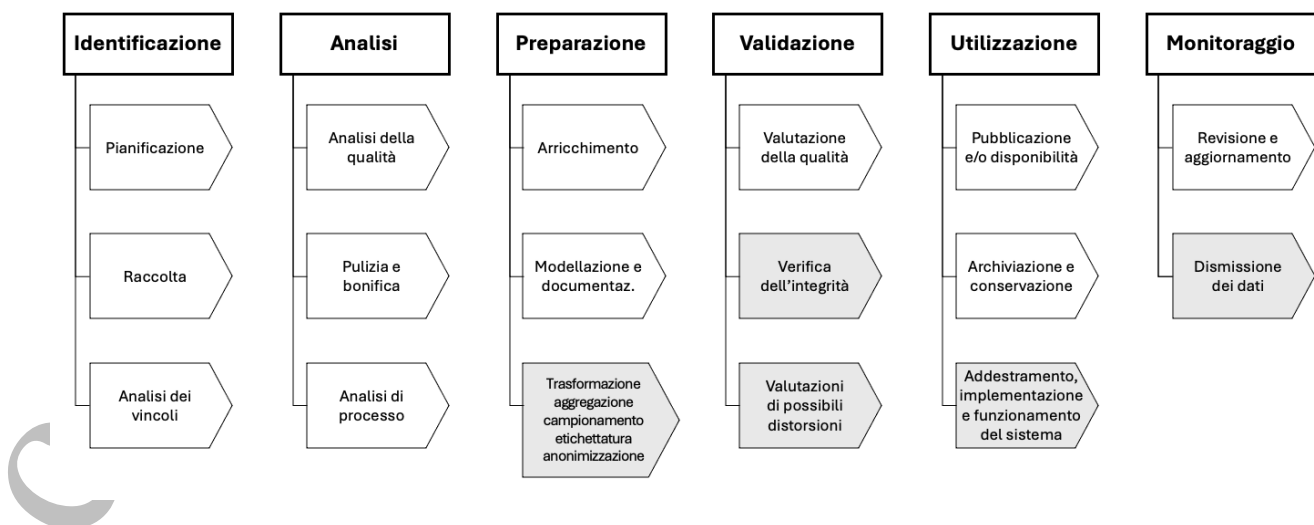 Identificazione
Pianificazione
Raccolta
Analisi dei
vincoli
Analisi
Analisi della
qualità
Pulizia e
bonifica
Analisi di
processo
Preparazione
Arricchimento
Modellazione e
documentaz.
Trasformazione
aggregazione
campionamento
etichettatura
anonimizzazione
Validazione
Valutazione
della qualità
Verifica
dell'integrità
Valutazioni
di possibili
distorsioni
Utilizzazione
Pubblicazione
e/o disponibilità
Archiviazione e
conservazione
Addestramento,
implementazione
e funzionamento
del sistema
Monitoraggio
Revisione e
aggiornamento
Dismissione
dei dati